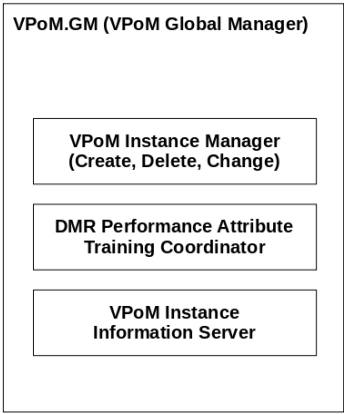 VPoM.GM (VPoM Global Manager)
VPoM Instance Manager
(Create, Delete, Change)
DMR Performance Attribute
Training Coordinator
VPoM Instance
Information Server